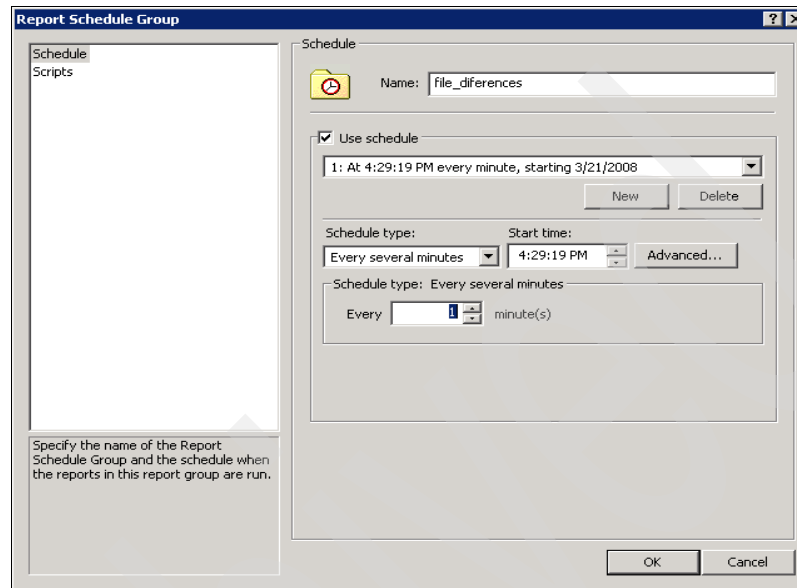 Report Schedule Group
Schedule
Scripts
Specify the name of the Report
Schedule Group and the schedule when
the reports in this report group are run.
Schedule
Name: file_diferences
Use schedule
1: At 4:29:19 PM every minute, starting 3/21/2008
New Delete
Schedule type: Start time:
Every several minutes 4:29:19 PM Advanced...
Schedule type: Every several minutes
Every 1 minute(s)
OK Cancel